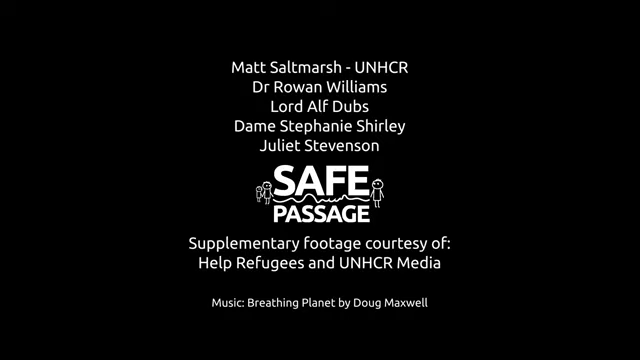 Matt Saltmarsh - UNHCR
Dr Rowan Williams
Lord Alf Dubs
Dame Stephanie Shirley
Juliet Stevenson
SAFE
PASSAGE
Supplementary footage courtesy of:
Help Refugees and UNHCR Media
Music: Breathing Planet by Doug Maxwell